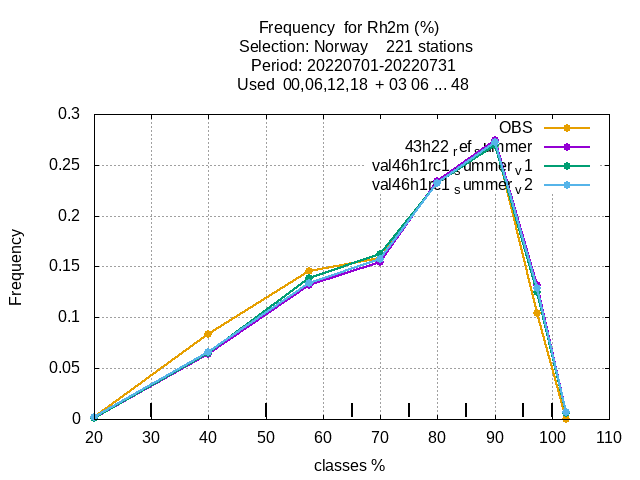 Frequency for Rh2m (%)
Selection: Norway 221 stations
Period: 20220701-20220731
Used 00,06,12,18 + 03 06 ... 48
0.3
0.25
0.2
0.15
0.1
0.05
0
Frequency
OBS
43h22_ref_summer
val46h1rc1_summer_v1
val46h1rc1_summer_v2
20 30 40 50 60 70 80 90 100 110
classes %